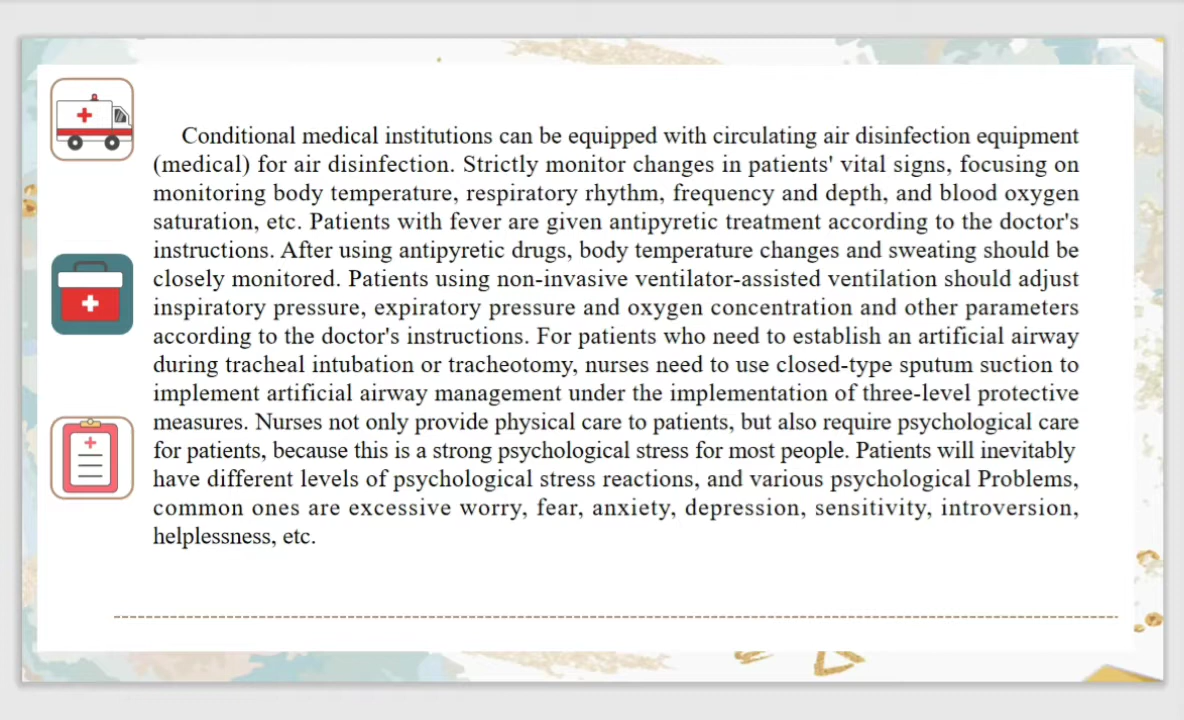 Conditional medical institutions can be equipped with circulating air disinfection equipment
(medical) for air disinfection. Strictly monitor changes in patients' vital signs, focusing on
monitoring body temperature, respiratory rhythm, frequency and depth, and blood oxygen
saturation, etc. Patients with fever are given antipyretic treatment according to the doctor's
instructions. After using antipyretic drugs, body temperature changes and sweating should be
closely monitored. Patients using non-invasive ventilator-assisted ventilation should adjust
inspiratory pressure, expiratory pressure and oxygen concentration and other parameters
according to the doctor's instructions. For patients who need to establish an artificial airway
during tracheal intubation or tracheotomy, nurses need to use closed-type sputum suction to
implement artificial airway management under the implementation of three-level protective
measures. Nurses not only provide physical care to patients, but also require psychological care
for patients, because this is a strong psychological stress for most people. Patients will inevitably
have different levels of psychological stress reactions, and various psychological Problems,
common ones are excessive worry, fear, anxiety, depression, sensitivity, introversion,
helplessness, etc.